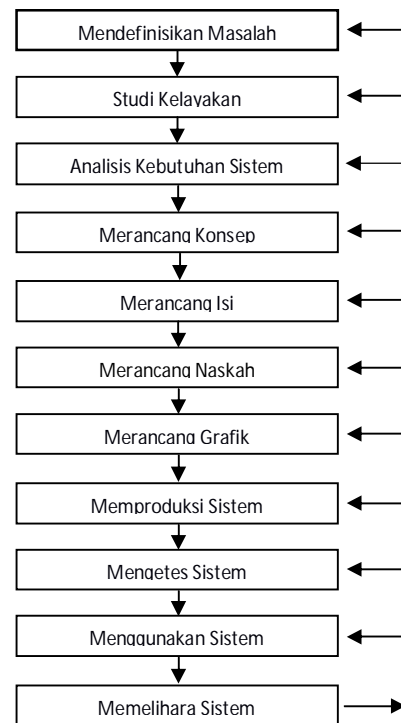 Mendefinisikan Masalah
Studi Kelayakan
Analisis Kebutuhan Sistem
Merancang Konsep
Merancang Isi
Merancang Naskah
Merancang Grafik
Memproduksi Sistem
Mengetes Sistem
Menggunakan Sistem
Memelihara Sistem